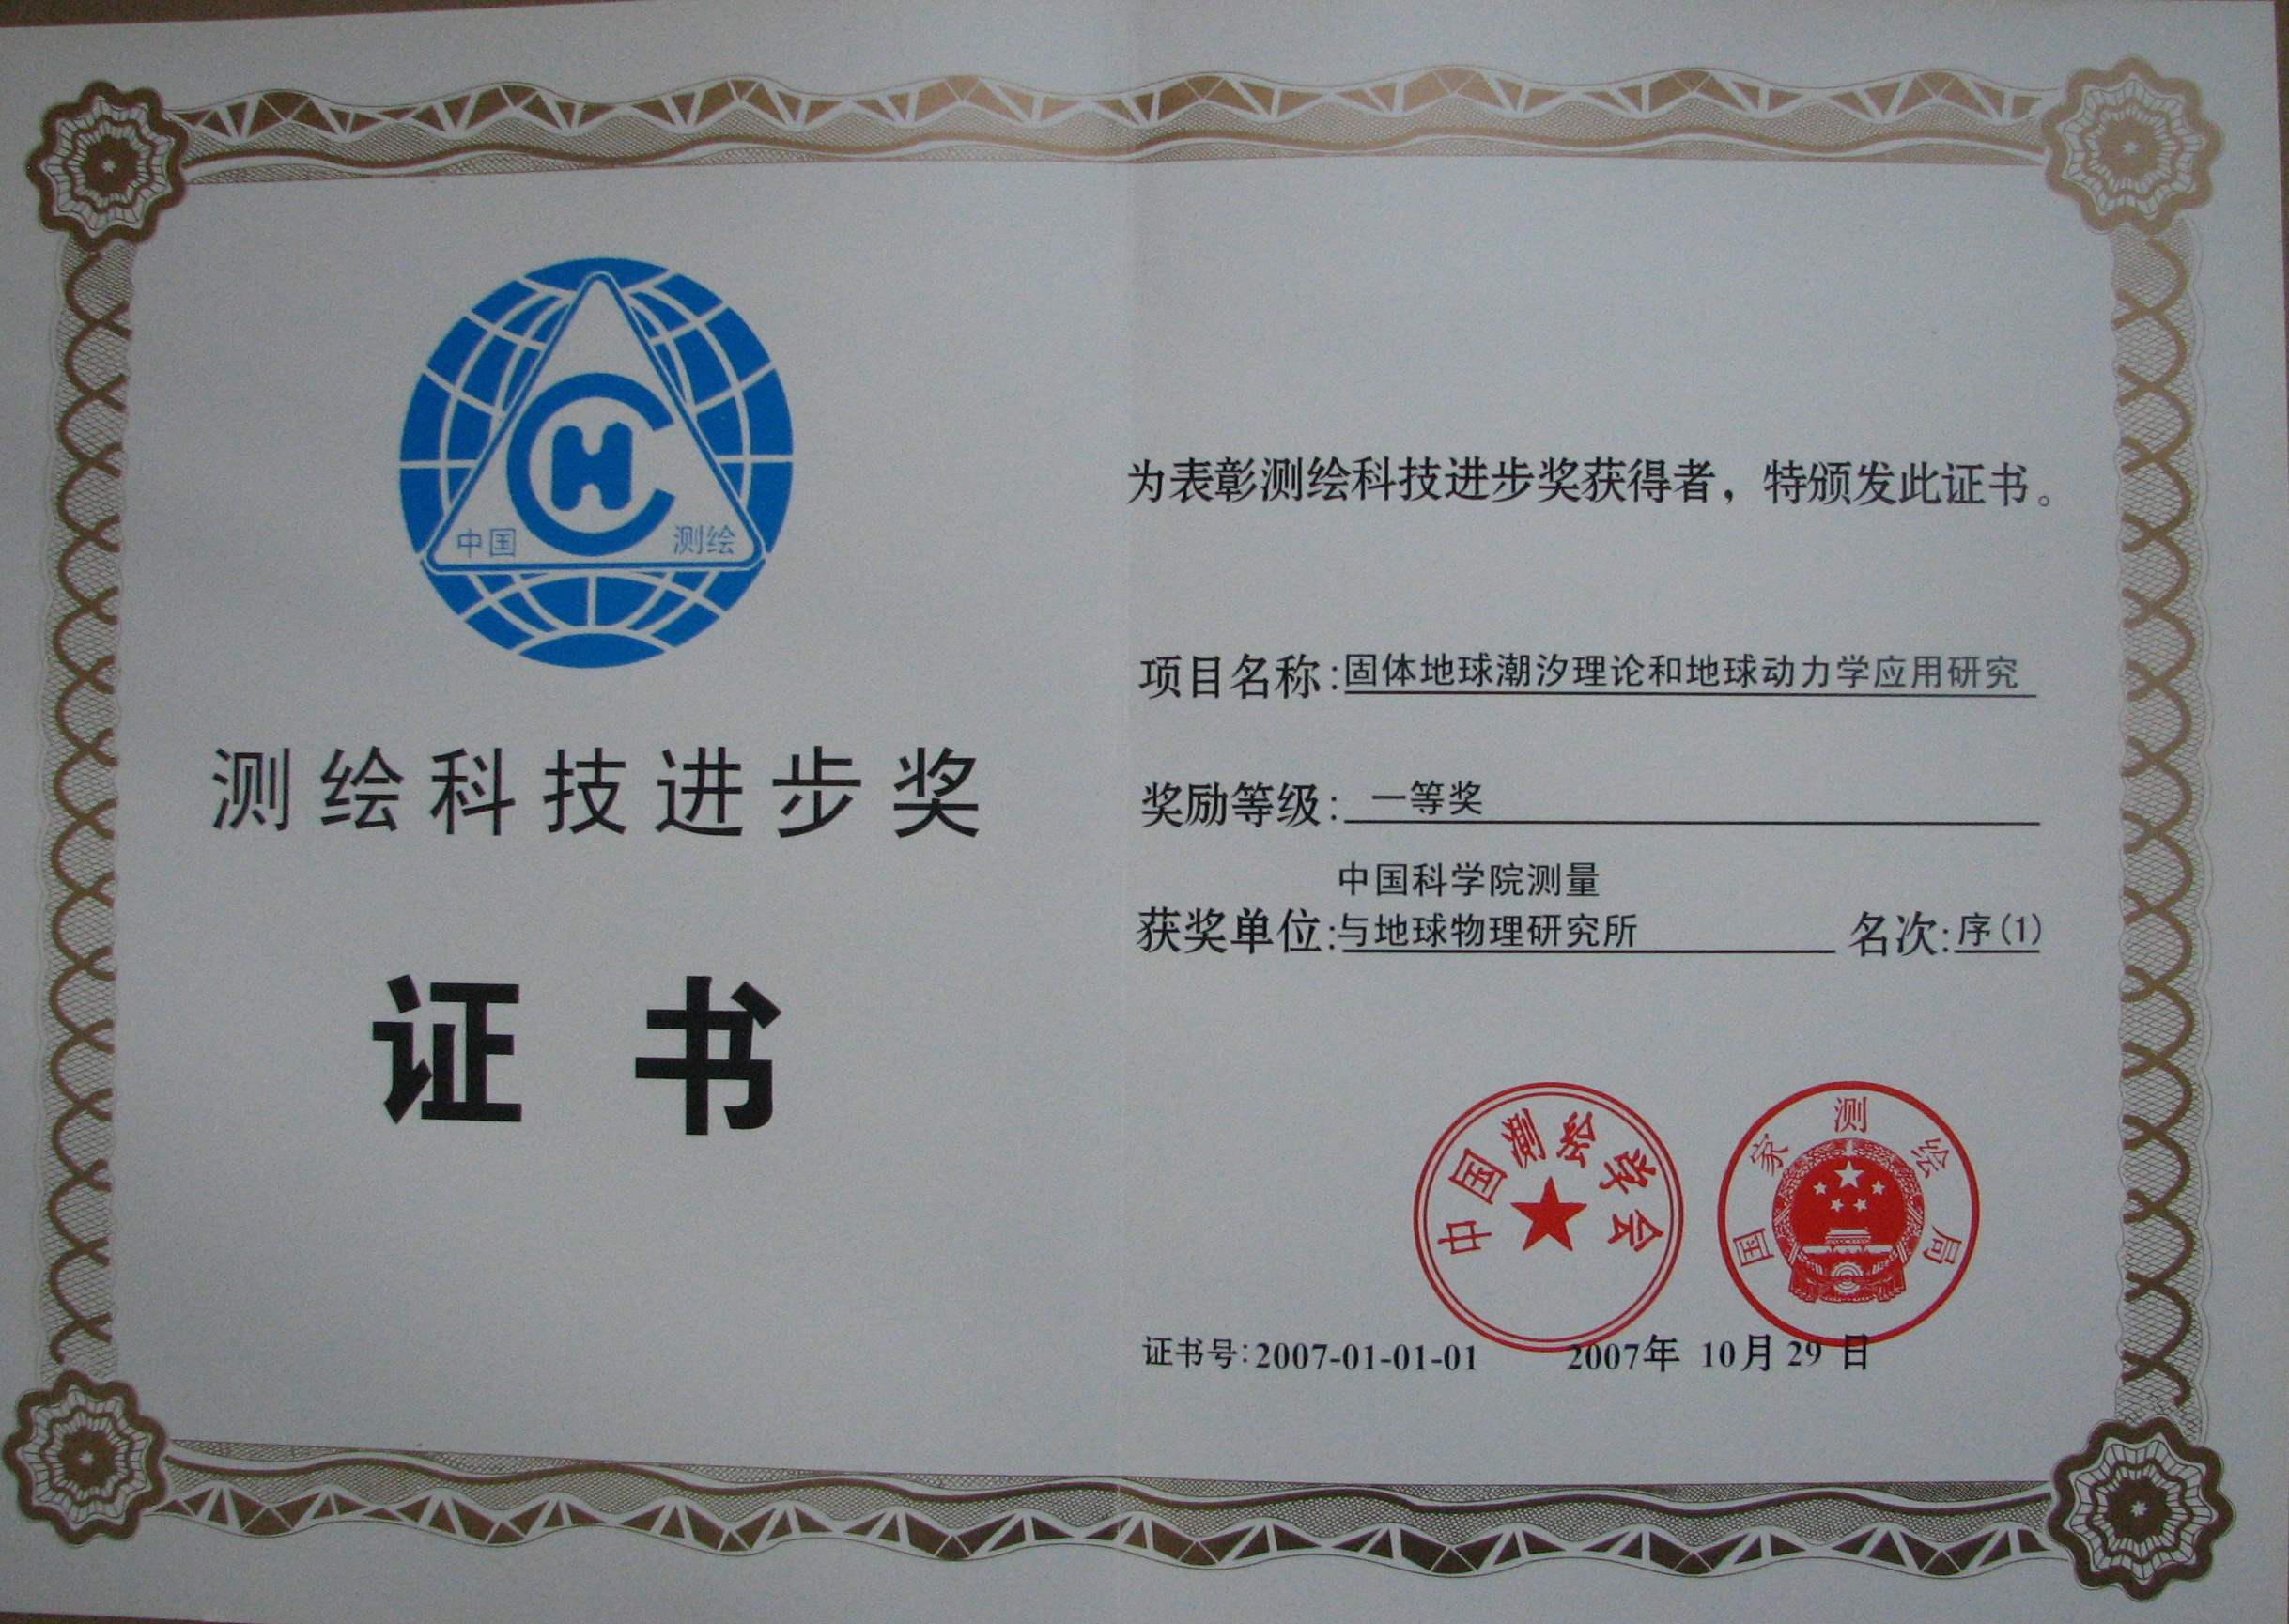 CH
中国 测绘
测绘科技进步奖
证书
为表彰测绘科技进步奖获得者，特颁发此证书。
项目名称:固体地球潮汐理论和地球动力学应用研究
奖励等级: 一等奖
中国科学院测量
获奖单位:与地球物理研究所 名次:序(1)
中国测绘学会
国家测绘局
证书号:2007-01-01-01 2007年 10月 29 日